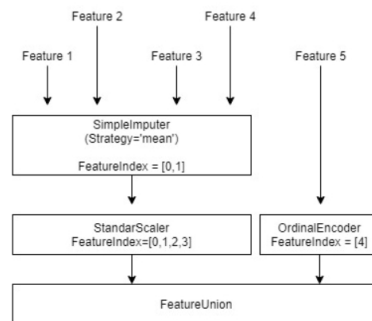 Feature 2
Feature 4
Feature 1
Feature 3
Feature 5
SimpleImputer
(Strategy='mean')
FeatureIndex = [0,1]
StandarScaler
FeatureIndex=[0,1,2,3]
OrdinalEncoder
FeatureIndex = [4]
FeatureUnion